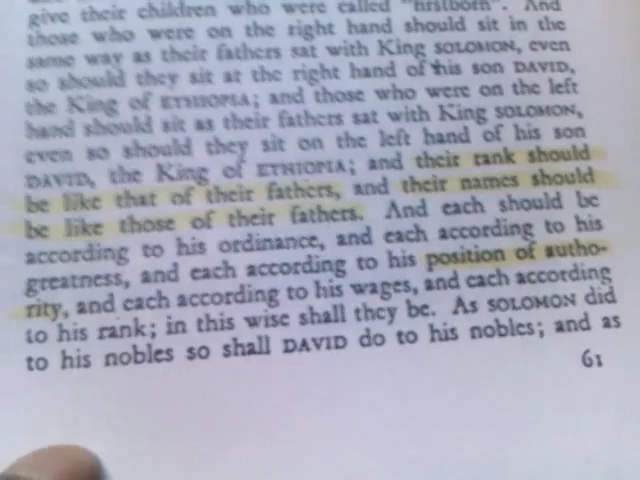 give their children who were called "firstborn". And
those who were on the right hand should sit in the
same way as their fathers sat with King SOLOMON, even
so should they sit at the right hand of his son DAVID,
the King of ETHIOPIA; and those who were on the left
hand should sit as their fathers sat with King SOLOMON,
even so should they sit on the left hand of his son
DAVID, the King of ETHIOPIA; and their rank should
be like that of their fathers, and their names should
be like those of their fathers. And each should be
according to his ordinance, and each according to his
greatness, and each according to his position of autho-
rity, and each according to his wages, and each according
to his rank; in this wise shall they be. As SOLOMON did
to his nobles so shall DAVID do to his nobles; and as
61